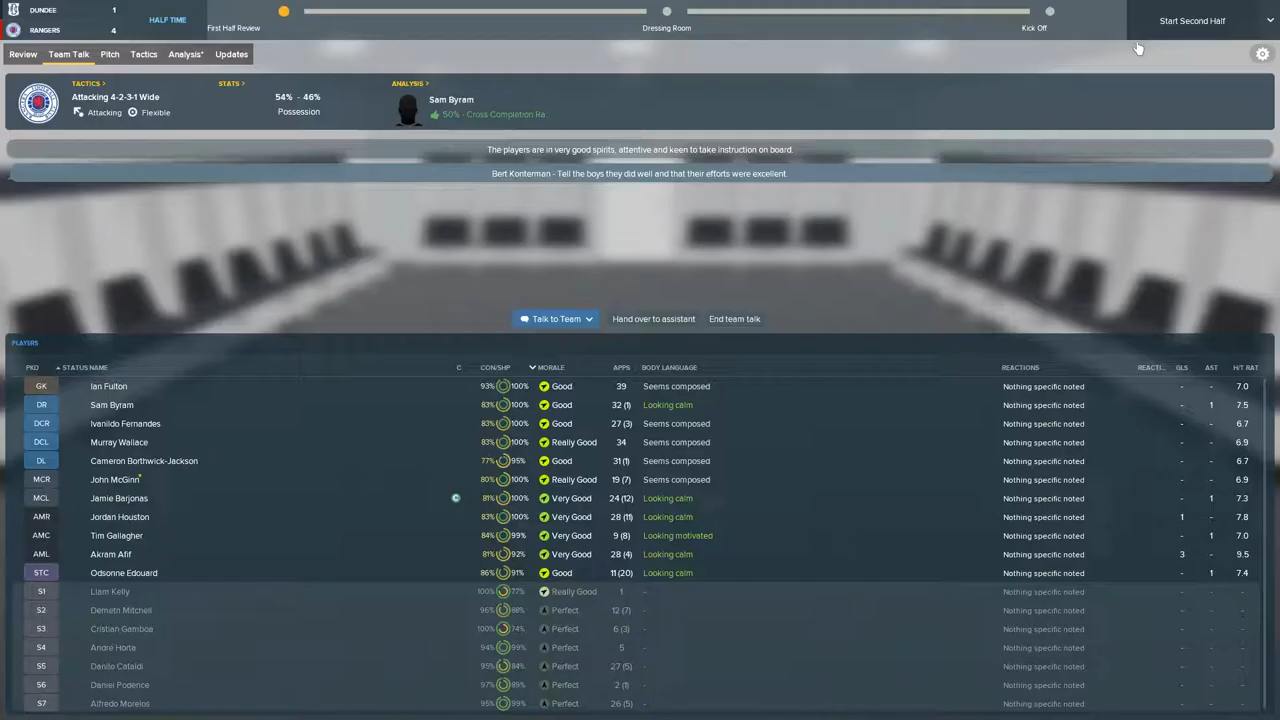 DUNDEE 1
RANGERS 4
HALF TIME
First Half Review
Dressing Room
Kick Off
Start Second Half
Review Team Talk Pitch Tactics Analysis* Updates
TACTICS >
Attacking 4-2-3-1 Wide
Attacking Flexible
STATS >
54% - 46%
Possession
ANALYSIS >
Sam Byram
50% - Cross Completion Ra.
The players are in very good spirits, attentive and keen to take instruction on board.
Bert Konterman - Tell the boys they did well and that their efforts were excellent.
Talk to Team Hand over to assistant End team talk
PLAYERS
PKD STATUS NAME C CON/SHP MORALE APPS BODY LANGUAGE REACTIONS REACTI... GLS AST H/T RAT
GK Ian Fulton 93% 100% Good 39 Seems composed Nothing specific noted - - 7.0
DR Sam Byram 83% 100% Good 32 (1) Looking calm Nothing specific noted - 1 7.5
DCR Ivanildo Fernandes 83% 100% Good 27 (3) Seems composed Nothing specific noted - - 6.7
DCL Murray Wallace 83% 100% Really Good 34 Seems composed Nothing specific noted - - 6.9
DL Cameron Borthwick-Jackson 77% 95% Good 31 (1) Seems composed Nothing specific noted - - 6.7
MCR John McGinn* 80% 100% Really Good 19 (7) Seems composed Nothing specific noted - - 6.9
MCL Jamie Barjonas C 81% 100% Very Good 24 (12) Looking calm Nothing specific noted - 1 7.3
AMR Jordan Houston 83% 100% Very Good 28 (11) Looking calm Nothing specific noted 1 - 7.8
AMC Tim Gallagher 84% 99% Very Good 9 (8) Looking motivated Nothing specific noted - 1 7.0
AML Akram Afif 81% 92% Very Good 28 (4) Looking calm Nothing specific noted 3 - 9.5
STC Odsonne Edouard 86% 91% Good 11 (20) Looking calm Nothing specific noted - 1 7.4
S1 Liam Kelly 100% 77% Really Good 1 - Nothing specific noted - - -
S2 Demetri Mitchell 96% 88% Perfect 12 (7) - Nothing specific noted - - -
S3 Cristian Gamboa 100% 74% Perfect 6 (3) - Nothing specific noted - - -
S4 André Horta 94% 99% Perfect 5 - Nothing specific noted - - -
S5 Danilo Cataldi 95% 84% Perfect 27 (5) - Nothing specific noted - - -
S6 Daniel Podence 97% 89% Perfect 2 (1) - Nothing specific noted - - -
S7 Alfredo Morelos 95% 99% Perfect 26 (5) - Nothing specific noted - - -